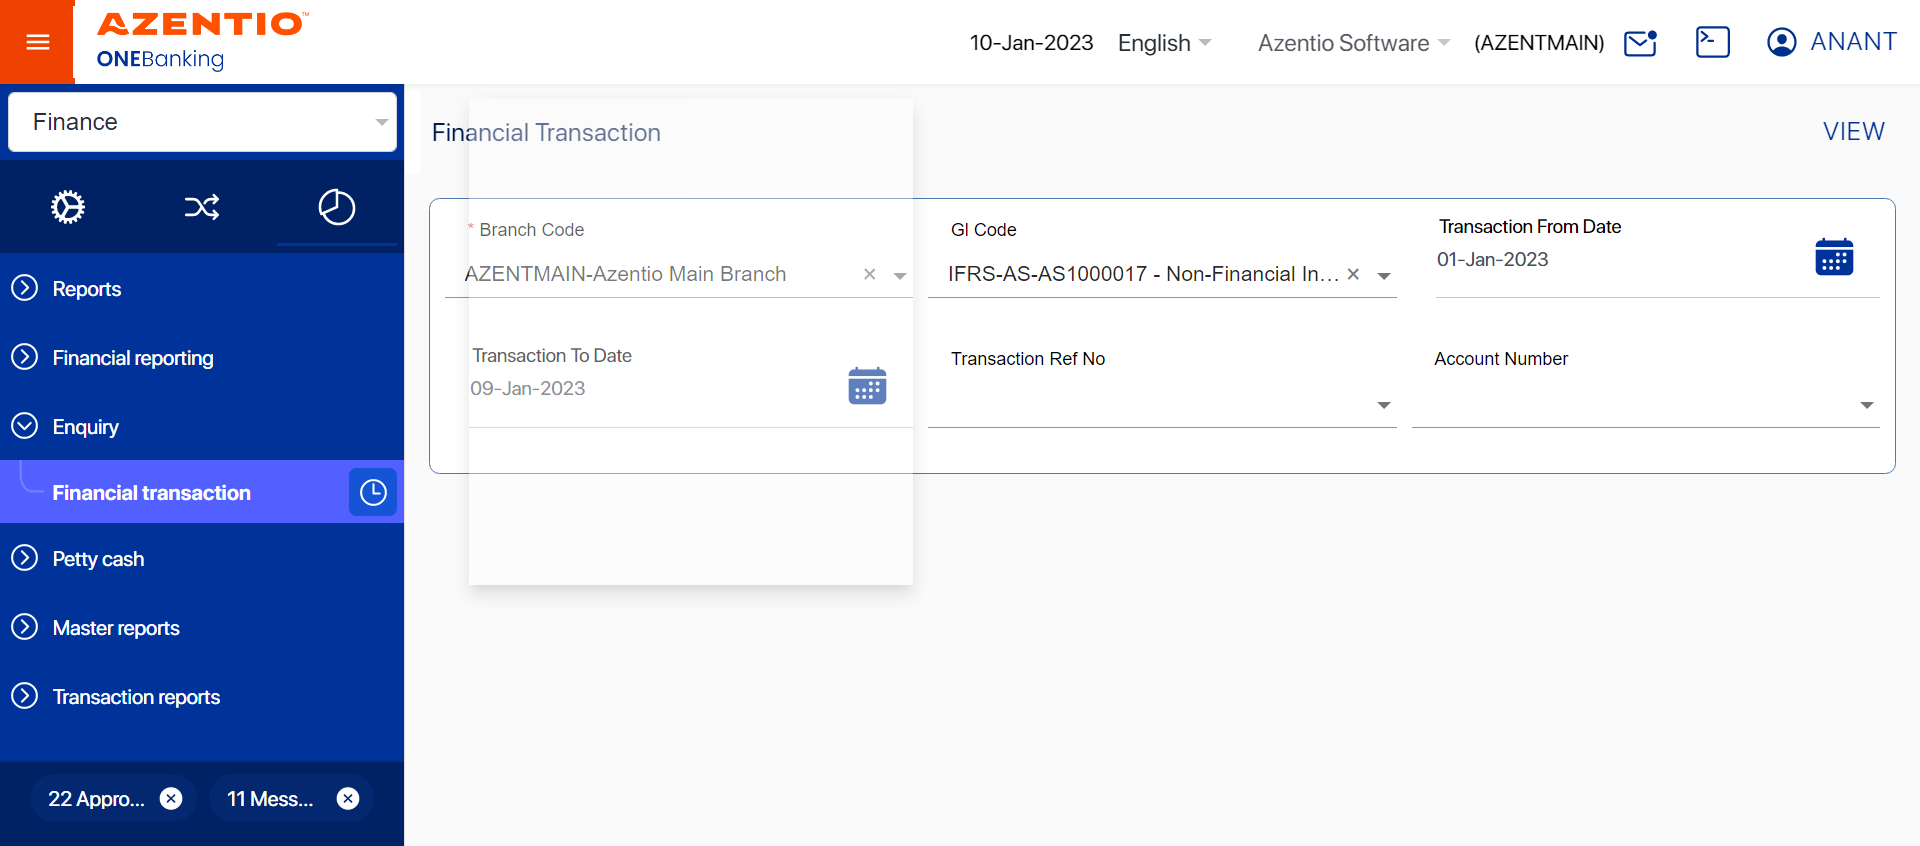 AZENTIO™
ONEBanking
10-Jan-2023 English Azentio Software (AZENTMAIN) ANANT
Finance
Reports
Financial reporting
Enquiry
Financial transaction
Petty cash
Master reports
Transaction reports
22 Appro...
11 Mess...
Financial Transaction
VIEW
* Branch Code
AZENTMAIN-Azentio Main Branch
Gl Code
IFRS-AS-AS1000017 - Non-Financial In...
Transaction From Date
01-Jan-2023
Transaction To Date
09-Jan-2023
Transaction Ref No
Account Number